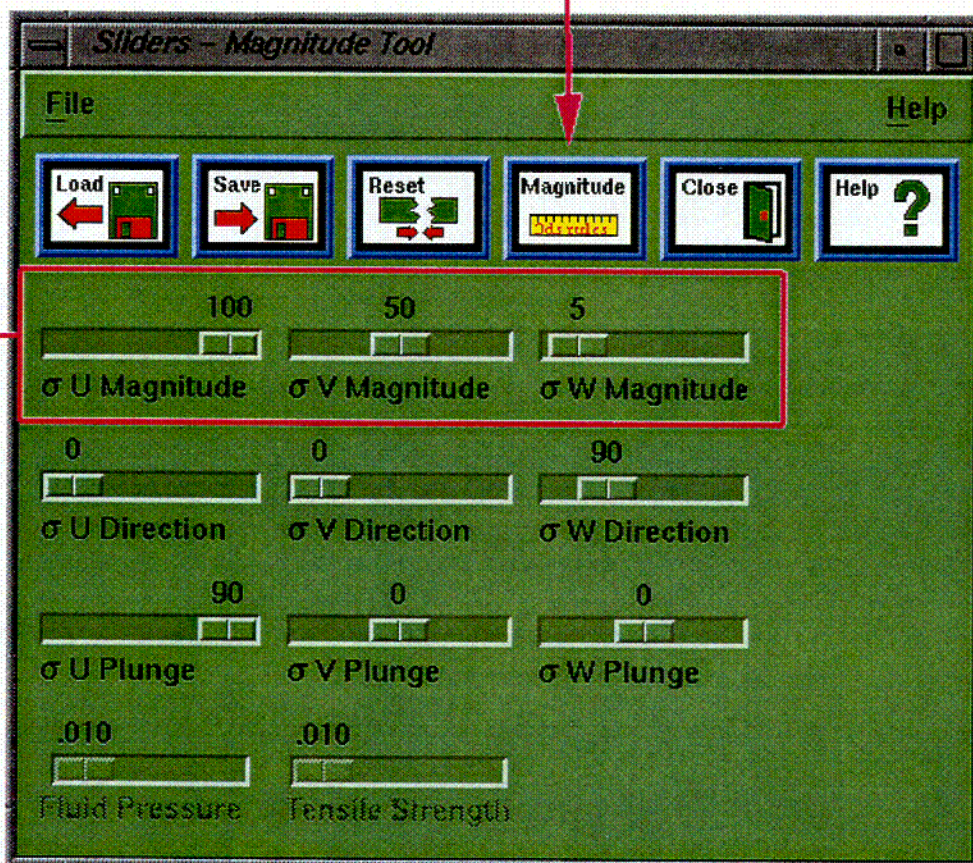 Sliders – Magnitude Tool
File Help
Load Save Reset Magnitude Close Help ?
100 50 5
σ U Magnitude σ V Magnitude σ W Magnitude
0 0 90
σ U Direction σ V Direction σ W Direction
90 0 0
σ U Plunge σ V Plunge σ W Plunge
.010 .010
Fluid Pressure Tensile Strength